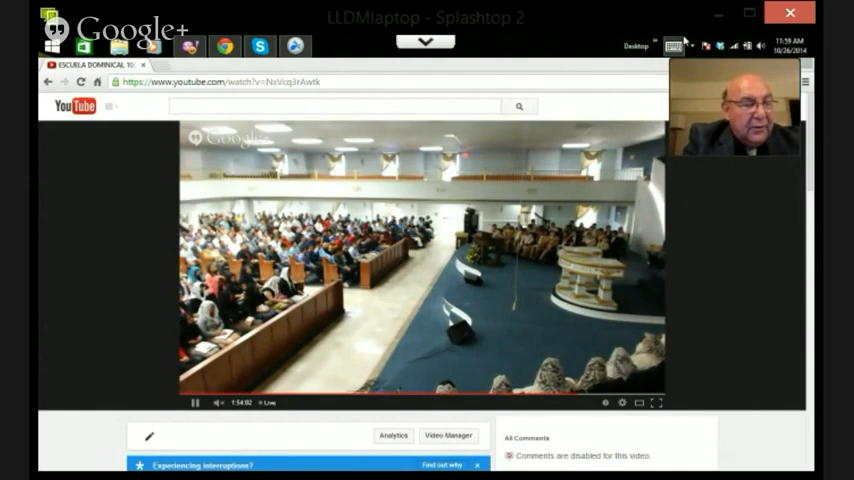 LLDMlaptop - Splashtop 2
Google+
Desktop
11:59 AM
10/26/2014
ESCUELA DOMINICAL 10
https://www.youtube.com/watch?v=NxVcq3rAwtk
YouTube
Google+
1:54:02
Live
Analytics
Video Manager
All Comments
Comments are disabled for this video.
Experiencing interruptions?
Find out why